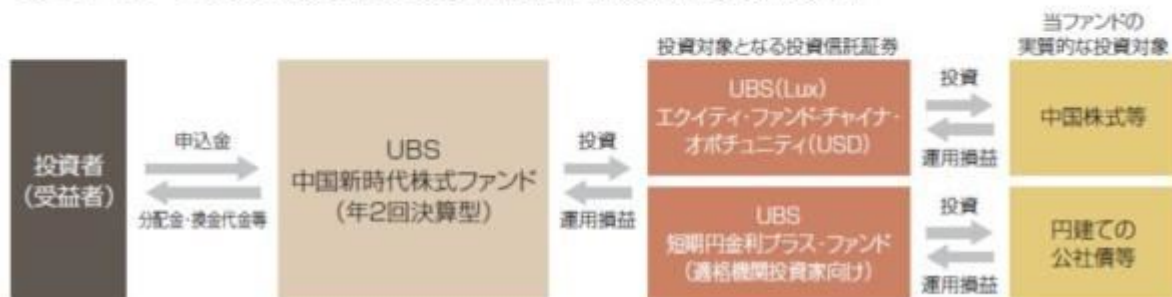 当ファンドの
実質的な投資対象
投資対象となる投資信託証券
投資者
(受益者)
申込金
分配金・換金代金等
UBS
中国新時代株式ファンド
(年2回決算型)
投資
運用損益
UBS(Lux)
エクイティ・ファンド-チャイナ・
オポチュニティ(USD)
投資
運用損益
中国株式等
UBS
短期円金利プラス・ファンド
(適格機関投資家向け)
投資
運用損益
円建ての
公社債等